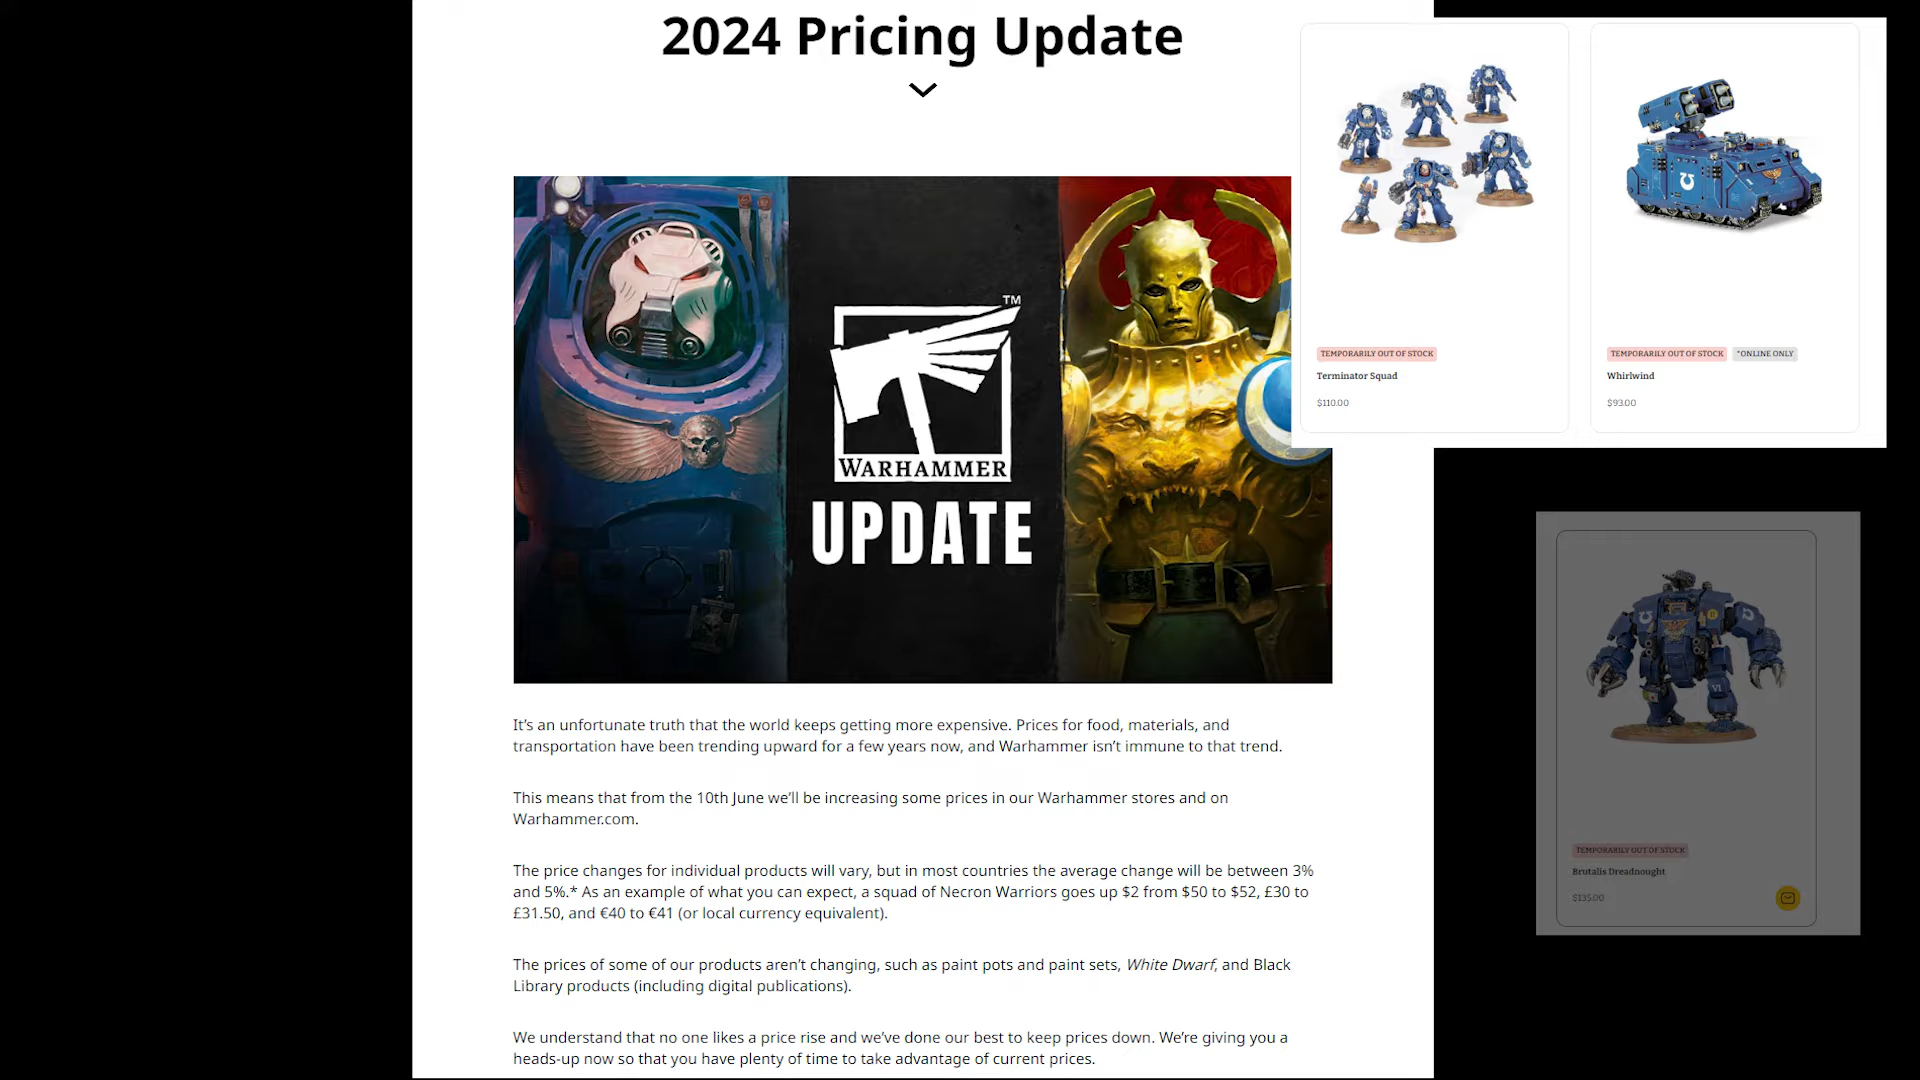 2024 Pricing Update
TM
WARHAMMER
UPDATE
It’s an unfortunate truth that the world keeps getting more expensive. Prices for food, materials, and
transportation have been trending upward for a few years now, and Warhammer isn’t immune to that trend.
This means that from the 10th June we’ll be increasing some prices in our Warhammer stores and on
Warhammer.com.
The price changes for individual products will vary, but in most countries the average change will be between 3%
and 5%.* As an example of what you can expect, a squad of Necron Warriors goes up $2 from $50 to $52, £30 to
£31.50, and €40 to €41 (or local currency equivalent).
The prices of some of our products aren’t changing, such as paint pots and paint sets, White Dwarf, and Black
Library products (including digital publications).
We understand that no one likes a price rise and we’ve done our best to keep prices down. We’re giving you a
heads-up now so that you have plenty of time to take advantage of current prices.
TEMPORARILY OUT OF STOCK
Terminator Squad
$110.00
TEMPORARILY OUT OF STOCK *ONLINE ONLY
Whirlwind
$93.00
TEMPORARILY OUT OF STOCK
Brutalis Dreadnought
$135.00